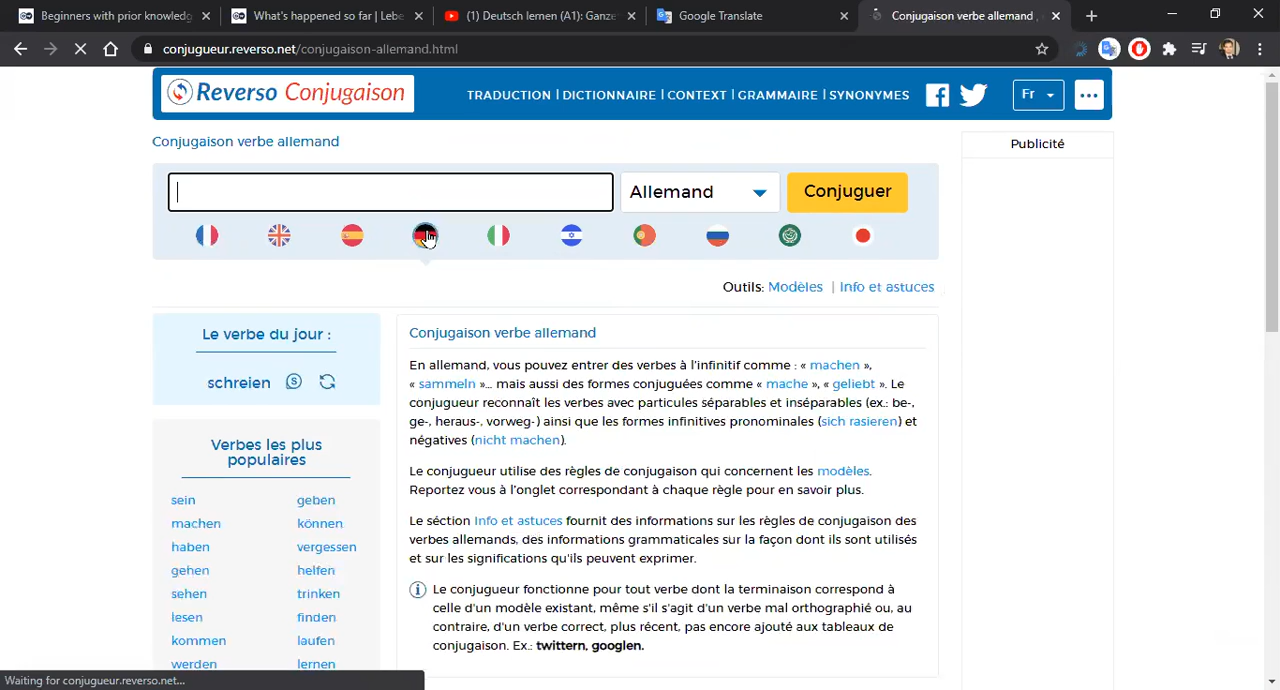 Beginners with prior knowledg
What's happened so far | Lebe
(1) Deutsch lernen (A1): Ganze
Google Translate
Conjugaison verbe allemand
conjugueur.reverso.net/conjugaison-allemand.html
Reverso Conjugaison
TRADUCTION | DICTIONNAIRE | CONTEXT | GRAMMAIRE | SYNONYMES
Fr
Conjugaison verbe allemand
Publicité
Allemand
Conjuguer
Outils: Modèles | Info et astuces
Le verbe du jour :
schreien
Verbes les plus
populaires
sein geben
machen können
haben vergessen
gehen helfen
sehen trinken
lesen finden
kommen laufen
werden lernen
Conjugaison verbe allemand
En allemand, vous pouvez entrer des verbes à l'infinitif comme : « machen »,
« sammeln »... mais aussi des formes conjuguées comme « mache », « geliebt ». Le
conjugueur reconnaît les verbes avec particules séparables et inséparables (ex.: be-,
ge-, heraus-, vorweg-) ainsi que les formes infinitives pronominales (sich rasieren) et
négatives (nicht machen).
Le conjugueur utilise des règles de conjugaison qui concernent les modèles.
Reportez vous à l'onglet correspondant à chaque règle pour en savoir plus.
Le séction Info et astuces fournit des informations sur les règles de conjugaison des
verbes allemands, des informations grammaticales sur la façon dont ils sont utilisés
et sur les significations qu'ils peuvent exprimer.
Le conjugueur fonctionne pour tout verbe dont la terminaison correspond à
celle d'un modèle existant, même s'il s'agit d'un verbe mal orthographié ou, au
contraire, d'un verbe correct, plus récent, pas encore ajouté aux tableaux de
conjugaison. Ex.: twittern, googlen.
Waiting for conjugueur.reverso.net...